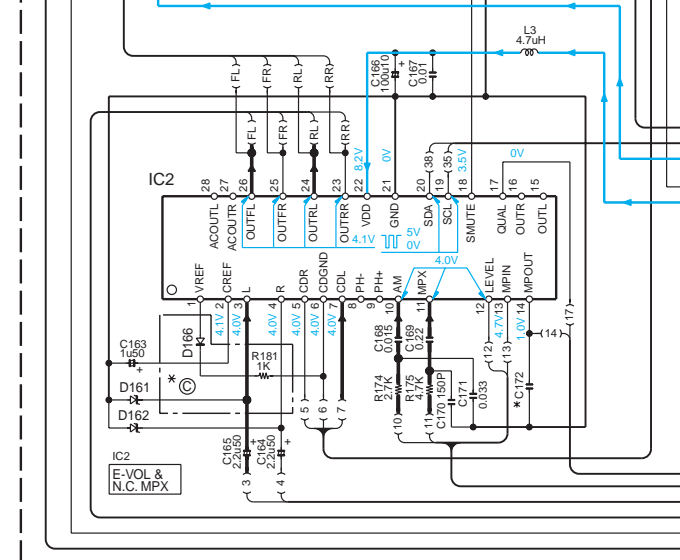 L3
4.7uH
C166
100u10
+
C167
0.01
(FL)
(FR)
(RL)
(RR)
(FL)
(FR)
(RL)
(RR)
8.2V
0V
(38)
(35)
3.5V
0V
IC2
28
27
26
25
24
23
22
21
20
19
18
17
16
15
ACOUTL
ACOUTR
OUTFL
OUTFR
OUTRL
OUTRR
VDD
GND
SDA
SCL
SMUTE
QUAL
OUTR
OUTL
4.1V
5V
0V
4.0V
VREF
CREF
L
R
CDR
CDGND
CDL
PH-
PH+
AM
MPX
LEVEL
MPIN
MPOUT
1
2
3
4
5
6
7
8
9
10
11
12
13
14
4.1V
4.0V
4.0V
4.0V
4.0V
4.0V
4.7V
1.0V
(17)
(14)
C163
1u50
+
D166
R181
1K
* C
C168
0.015
C169
0.22
(12)
(13)
D161
D162
R174
2.7K
R175
4.7K
C170 150P
C171
0.033
*C172
(5)
(6)
(7)
(10)
(11)
IC2
E-VOL &
N.C. MPX
C165
2.2u50
+
C164
2.2u50
+
(3)
(4)